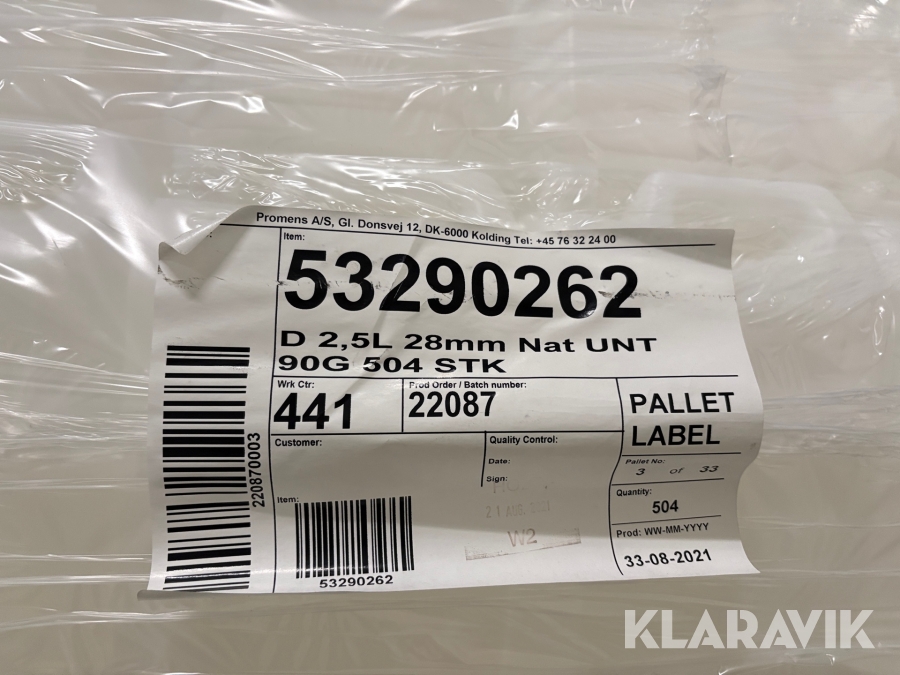 Promens A/S, Gl. Donsvej 12, DK-6000 Kolding Tel: +45 76 32 24 00
Item:
53290262
D 2,5L 28mm Nat UNT
90G 504 STK
Wrk Ctr:
441
Prod Order / Batch number:
22087
PALLET
LABEL
Customer:
Quality Control:
Date:
Sign:
21 AUG
W2
Pallet No:
3 of 33
Quantity:
504
Prod: WW-MM-YYYY
33-08-2021
220870003
Item:
53290262
KLARAVIK